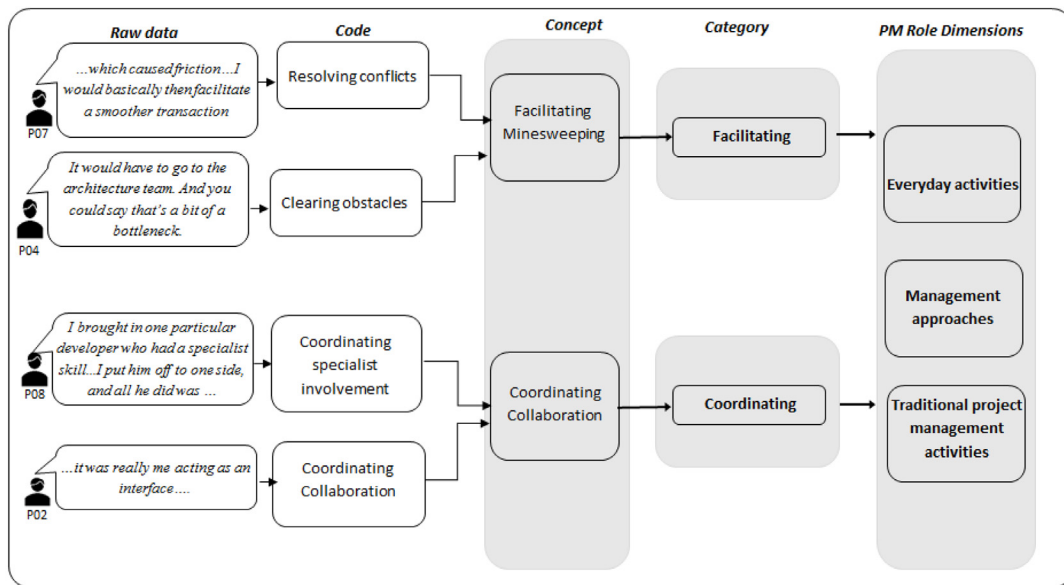 Raw data
Code
Concept
Category
PM Role Dimensions
…which caused friction…I
would basically then facilitate
a smoother transaction
P07
Resolving conflicts
Facilitating
Minesweeping
Facilitating
Everyday activities
It would have to go to the
architecture team. And you
could say that's a bit of a
bottleneck.
P04
Clearing obstacles
Management
approaches
I brought in one particular
developer who had a specialist
skill...I put him off to one side,
and all he did was …
P08
Coordinating
specialist
involvement
Coordinating
Collaboration
Coordinating
Traditional project
management
activities
…it was really me acting as an
interface….
P02
Coordinating
Collaboration